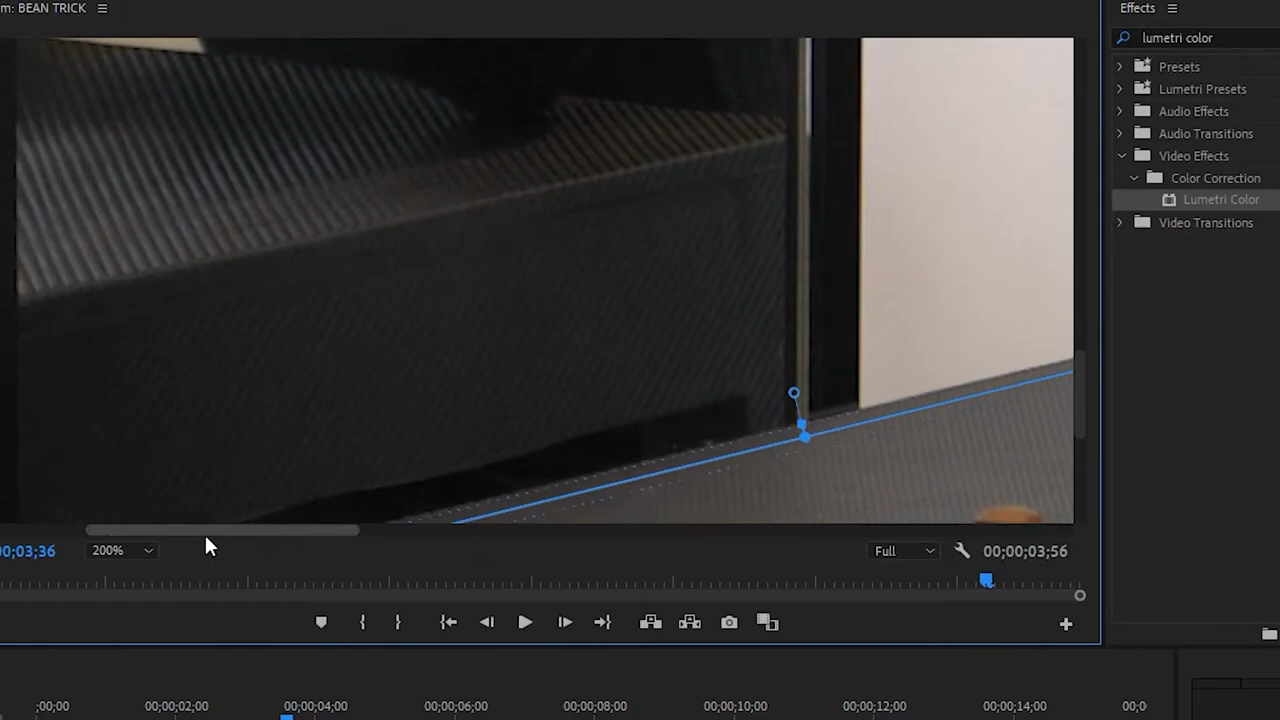 m: BEAN TRICK
Effects
lumetri color
Presets
Lumetri Presets
Audio Effects
Audio Transitions
Video Effects
Color Correction
Lumetri Color
Video Transitions
00;03;36
200%
Full
00;00;03;56
;00;00
00;00;02;00
00;00;04;00
00;00;06;00
00;00;08;00
00;00;10;00
00;00;12;00
00;00;14;00
00;0